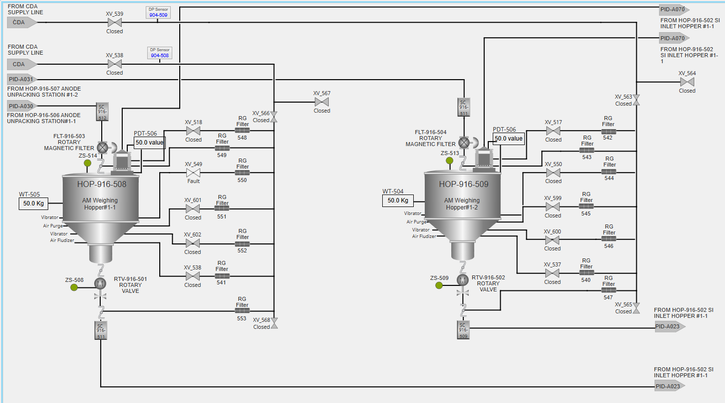 FROM CDA
SUPPLY LINE
CDA
XV_539
Closed
DP Sensor
904-509
FROM CDA
SUPPLY LINE
CDA
XV_538
Closed
DP Sensor
904-508
PID-A031
FROM HOP-916-507 ANODE
UNPACKING STATION #1-2
PID-A030
FROM HOP-916-506 ANODE
UNPACKING STATION#1-1
FLT-916-503
ROTARY
MAGNETIC FILTER
ZS-514
PDT-506
50.0 value
HOP-916-508
AM Weighing
Hopper#1-1
WT-505
50.0 Kg
Vibrator
Air Purge
Vibrator
Air Fludizer
ZS-508
RTV-916-501
ROTARY
VALVE
XV_518
Closed
RG
Filter
548
RG
Filter
549
XV_549
Fault
RG
Filter
550
XV_601
Closed
RG
Filter
551
XV_602
Closed
RG
Filter
552
XV_538
Closed
RG
Filter
541
RG
Filter
553
XV_566
Closed
XV_567
Closed
XV_568
Closed
FLT-916-504
ROTARY
MAGNETIC FILTER
ZS-513
PDT-506
50.0 value
HOP-916-509
AM Weighing
Hopper#1-2
WT-504
50.0 Kg
Vibrator
Air Purge
Vibrator
Air Fludizer
ZS-509
RTV-916-502
ROTARY
VALVE
XV_517
Closed
RG
Filter
542
RG
Filter
543
XV_550
Closed
RG
Filter
544
XV_599
Closed
RG
Filter
545
XV_600
Closed
RG
Filter
546
XV_537
Closed
RG
Filter
540
RG
Filter
547
XV_563
Closed
XV_564
Closed
XV_565
Closed
PID-A070
FROM HOP-916-502 SI
INLET HOPPER #1-1
PID-A070
FROM HOP-916-502
SI INLET HOPPER #1-
1
FROM HOP-916-502 SI
INLET HOPPER #1-1
PID-A023
FROM HOP-916-502 SI
INLET HOPPER #1-1
PID-A023